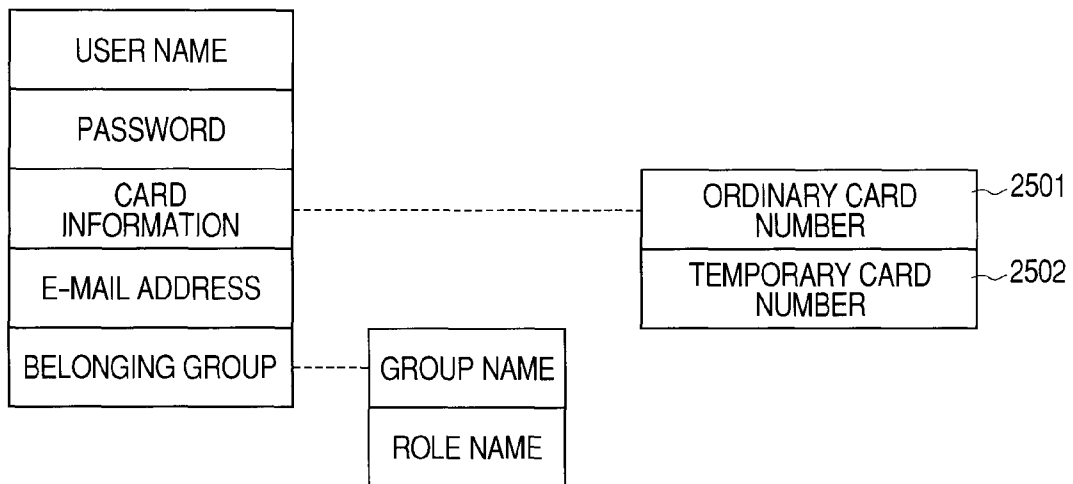 USER NAME
PASSWORD
CARD
INFORMATION
E-MAIL ADDRESS
BELONGING GROUP
ORDINARY CARD
NUMBER
2501
TEMPORARY CARD
NUMBER
2502
GROUP NAME
ROLE NAME